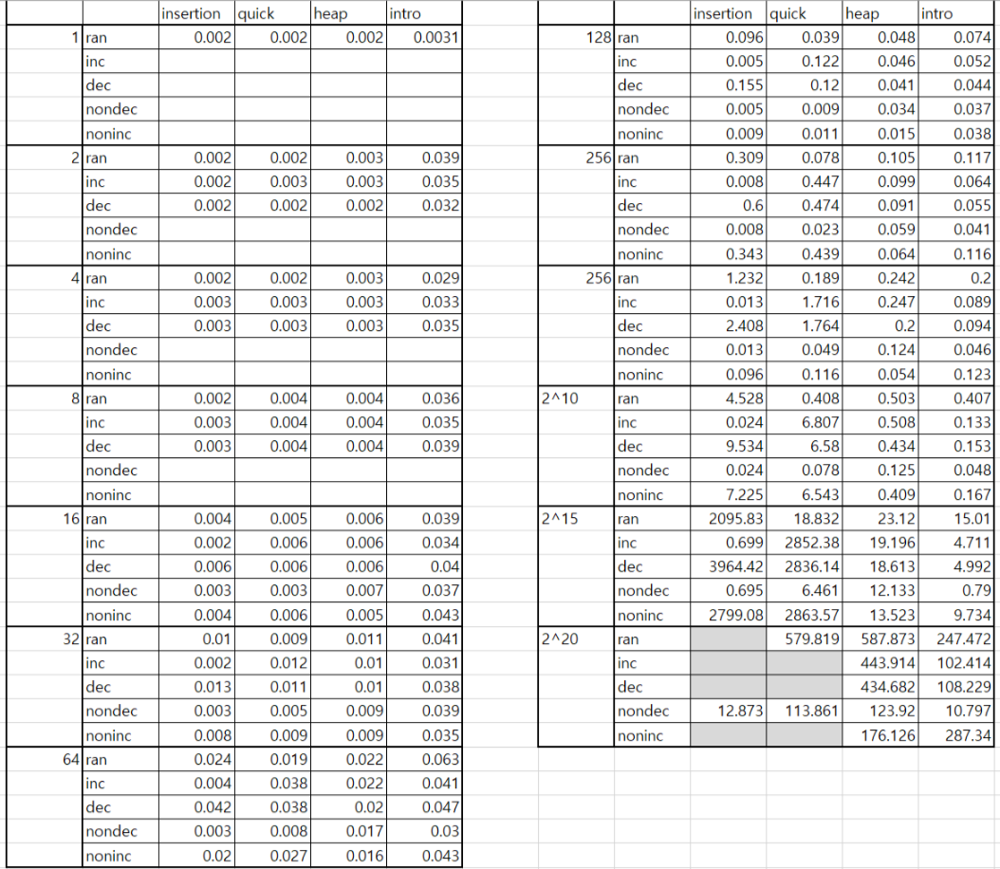 insertion quick heap intro
1 ran 0.002 0.002 0.002 0.0031
inc
dec
nondec
noninc
2 ran 0.002 0.002 0.003 0.039
inc 0.002 0.003 0.003 0.035
dec 0.002 0.002 0.002 0.032
nondec
noninc
4 ran 0.002 0.002 0.003 0.029
inc 0.003 0.003 0.003 0.033
dec 0.003 0.003 0.003 0.035
nondec
noninc
8 ran 0.002 0.004 0.004 0.036
inc 0.003 0.004 0.004 0.035
dec 0.003 0.004 0.004 0.039
nondec
noninc
16 ran 0.004 0.005 0.006 0.039
inc 0.002 0.006 0.006 0.034
dec 0.006 0.006 0.006 0.04
nondec 0.003 0.003 0.007 0.037
noninc 0.004 0.006 0.005 0.043
32 ran 0.01 0.009 0.011 0.041
inc 0.002 0.012 0.01 0.031
dec 0.013 0.011 0.01 0.038
nondec 0.003 0.005 0.009 0.039
noninc 0.008 0.009 0.009 0.035
64 ran 0.024 0.019 0.022 0.063
inc 0.004 0.038 0.022 0.041
dec 0.042 0.038 0.02 0.047
nondec 0.003 0.008 0.017 0.03
noninc 0.02 0.027 0.016 0.043
insertion quick heap intro
128 ran 0.096 0.039 0.048 0.074
inc 0.005 0.122 0.046 0.052
dec 0.155 0.12 0.041 0.044
nondec 0.005 0.009 0.034 0.037
noninc 0.009 0.011 0.015 0.038
256 ran 0.309 0.078 0.105 0.117
inc 0.008 0.447 0.099 0.064
dec 0.6 0.474 0.091 0.055
nondec 0.008 0.023 0.059 0.041
noninc 0.343 0.439 0.064 0.116
256 ran 1.232 0.189 0.242 0.2
inc 0.013 1.716 0.247 0.089
dec 2.408 1.764 0.2 0.094
nondec 0.013 0.049 0.124 0.046
noninc 0.096 0.116 0.054 0.123
2^10 ran 4.528 0.408 0.503 0.407
inc 0.024 6.807 0.508 0.133
dec 9.534 6.58 0.434 0.153
nondec 0.024 0.078 0.125 0.048
noninc 7.225 6.543 0.409 0.167
2^15 ran 2095.83 18.832 23.12 15.01
inc 0.699 2852.38 19.196 4.711
dec 3964.42 2836.14 18.613 4.992
nondec 0.695 6.461 12.133 0.79
noninc 2799.08 2863.57 13.523 9.734
2^20 ran 579.819 587.873 247.472
inc 443.914 102.414
dec 434.682 108.229
nondec 12.873 113.861 123.92 10.797
noninc 176.126 287.34